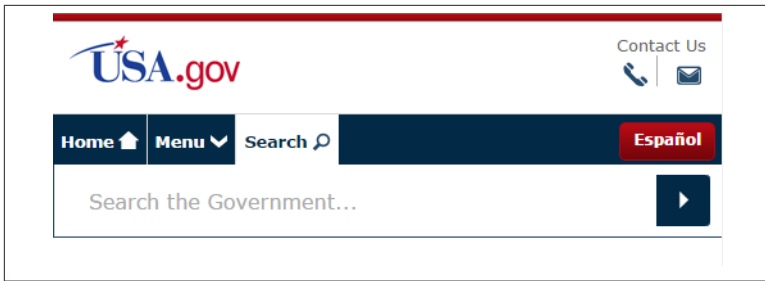 USA.gov
Contact Us
Home Menu Search Español
Search the Government...